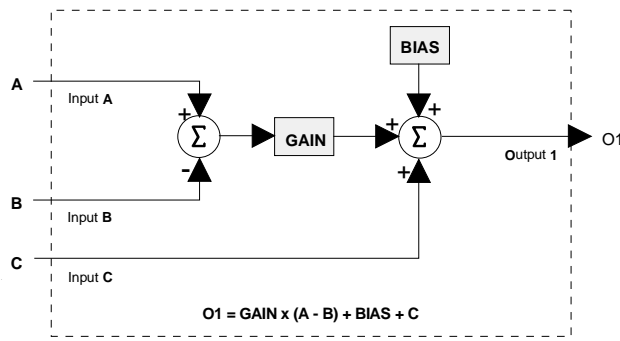 BIAS
A
Input A
+
+
Σ
GAIN
+
Σ
Output 1
O1
-
+
B
Input B
C
Input C
O1 = GAIN x (A - B) + BIAS + C